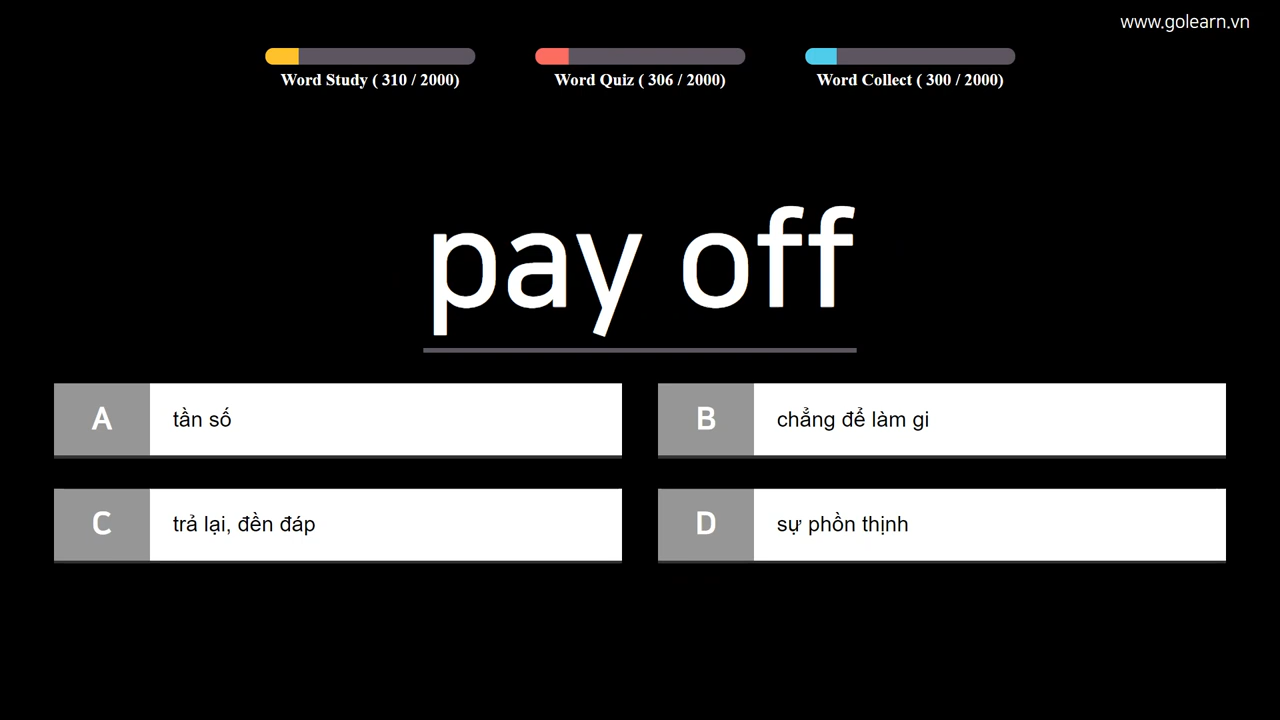 www.golearn.vn
Word Study ( 310 / 2000)
Word Quiz ( 306 / 2000)
Word Collect ( 300 / 2000)
pay off
A tần số
B chẳng để làm gi
C trả lại, đền đáp
D sự phồn thịnh